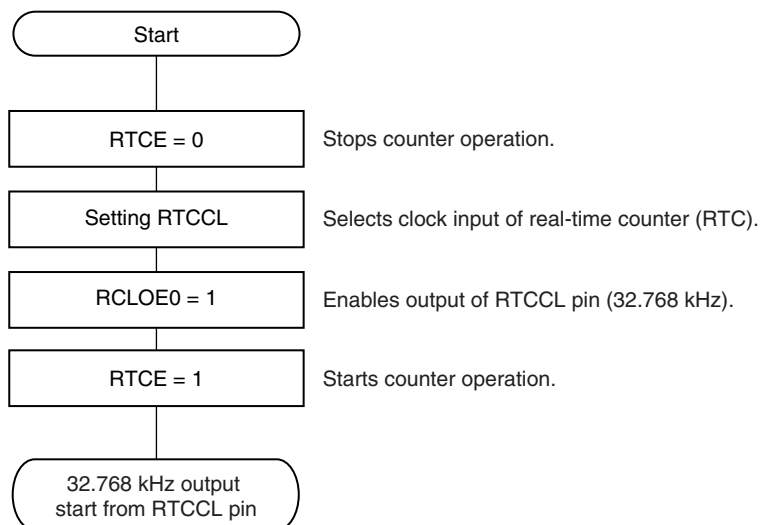 Start
RTCE = 0
Stops counter operation.
Setting RTCCL
Selects clock input of real-time counter (RTC).
RCLOE0 = 1
Enables output of RTCCL pin (32.768 kHz).
RTCE = 1
Starts counter operation.
32.768 kHz output
start from RTCCL pin